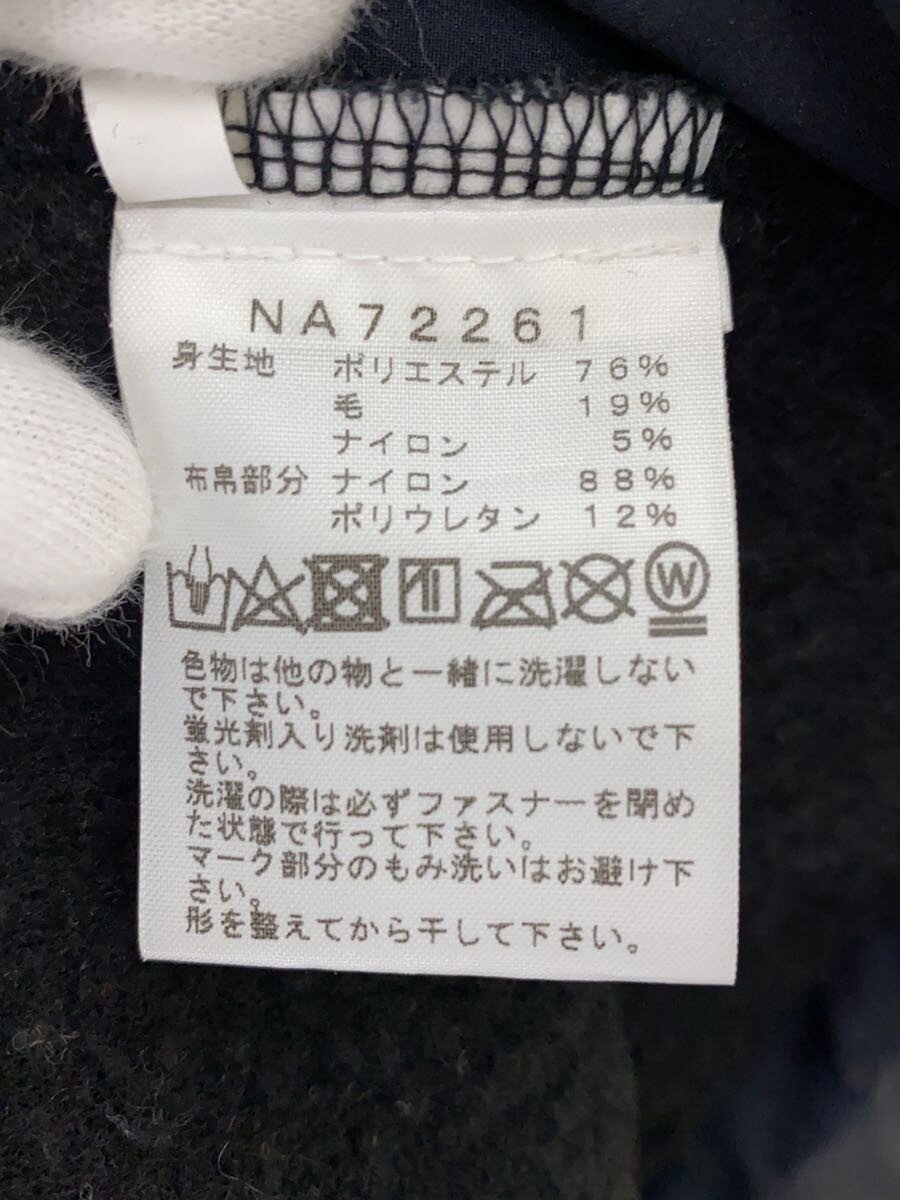 NA72261
身生地 ポリエステル 76%
毛 19%
ナイロン 5%
布帛部分 ナイロン 88%
ポリウレタン 12%
W
色物は他の物と一緒に洗濯しない
で下さい。
蛍光剤入り洗剤は使用しないで下
さい。
洗濯の際は必ずファスナーを閉め
た状態で行って下さい。
マーク部分のもみ洗いはお避け下
さい。
形を整えてから干して下さい。